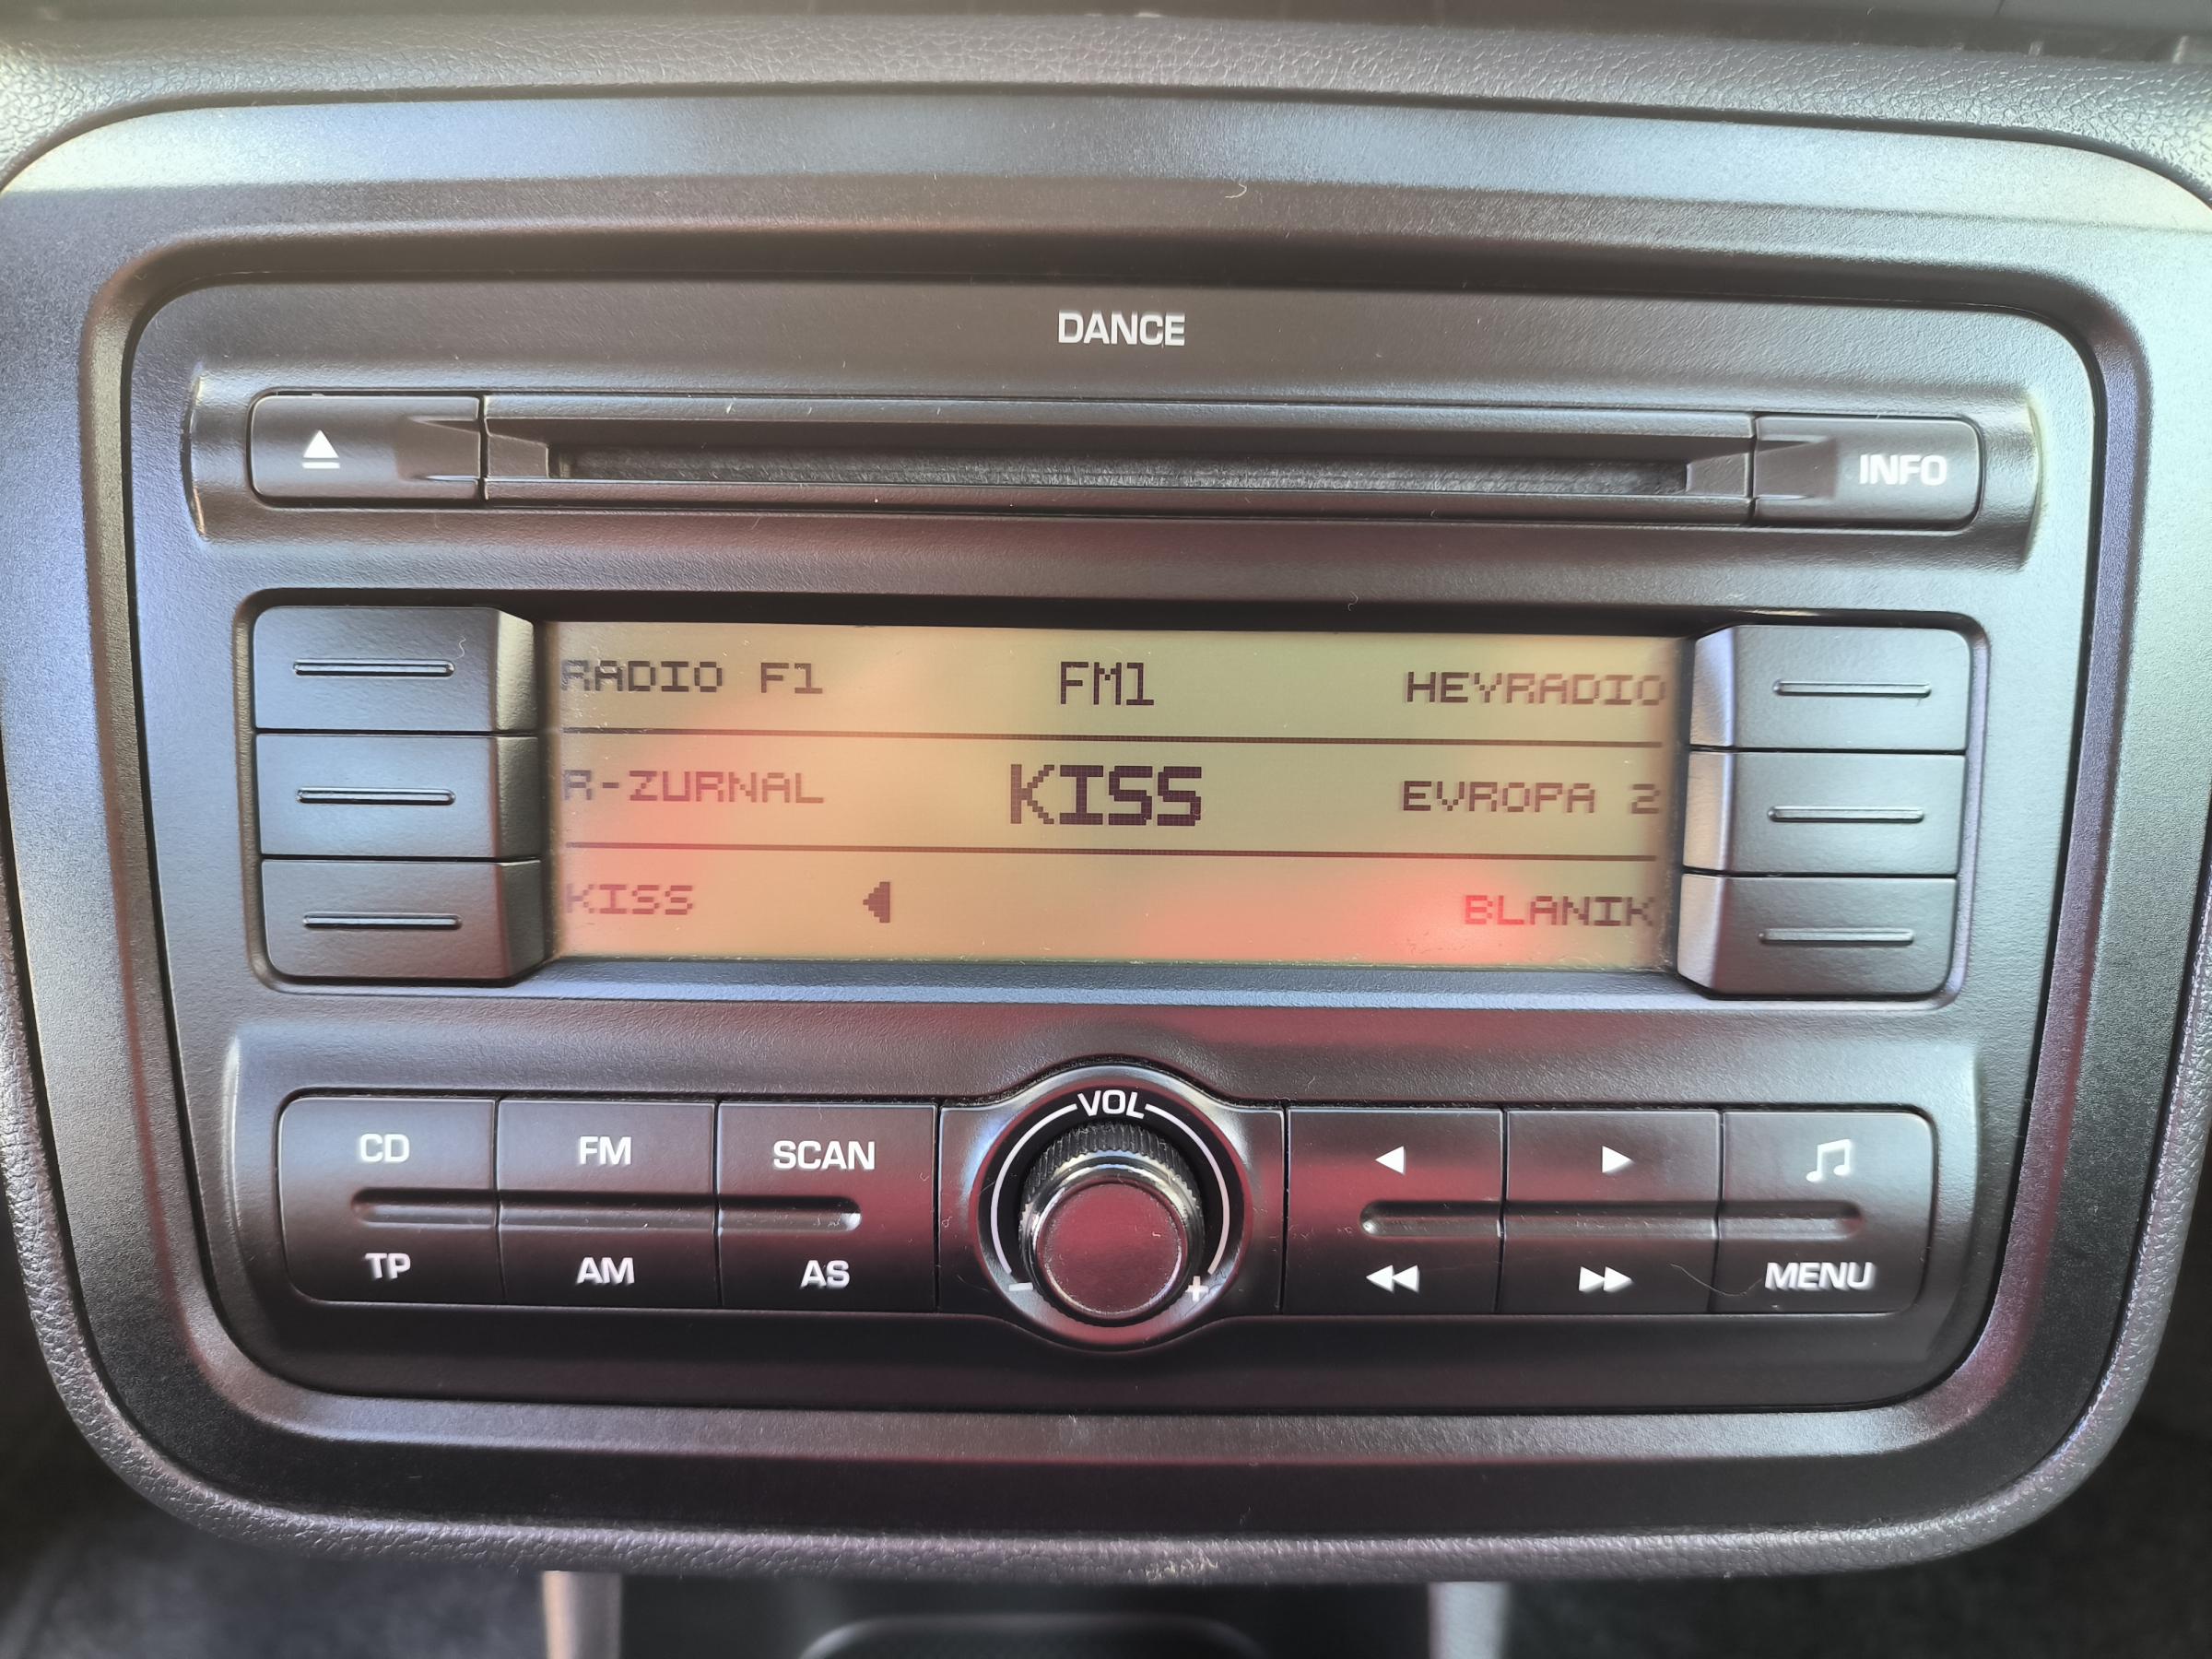 DANCE
INFO
RADIO F1 FM1 HEYRADIO
R-ZURNAL KISS EVROPA 2
KISS BLANIK
VOL
CD FM SCAN
TP AM AS MENU
- +